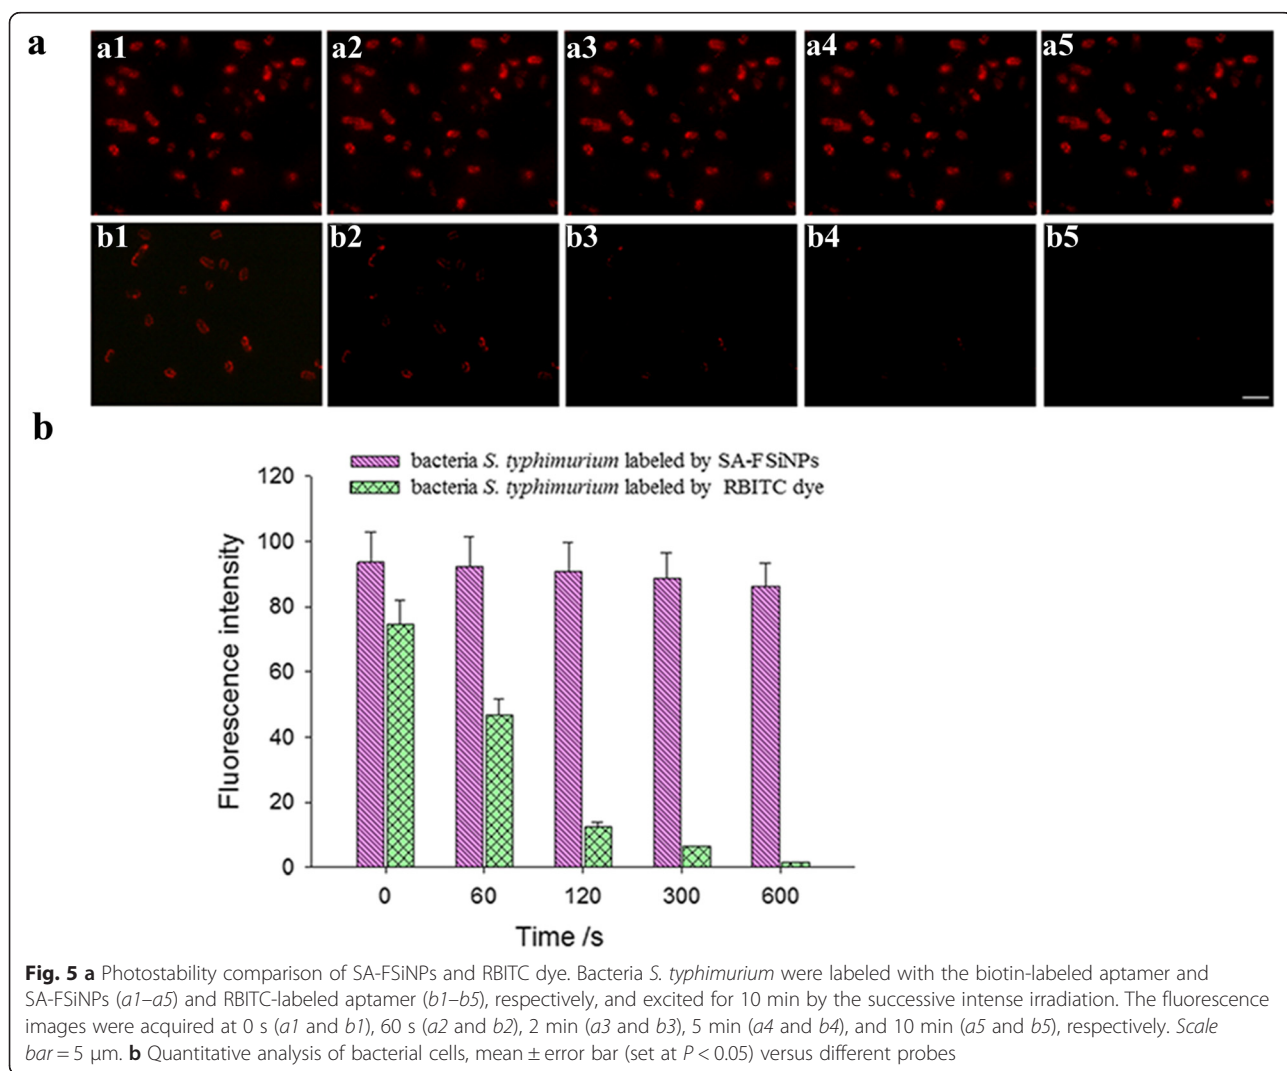 a
a1 a2 a3 a4 a5
b1 b2 b3 b4 b5
b
bacteria S. typhimurium labeled by SA-FSiNPs
bacteria S. typhimurium labeled by RBITC dye
120
100
80
60
40
20
0
Fluorescence intensity
0 60 120 300 600
Time /s
Fig. 5 a Photostability comparison of SA-FSiNPs and RBITC dye. Bacteria S. typhimurium were labeled with the biotin-labeled aptamer and
SA-FSiNPs (a1–a5) and RBITC-labeled aptamer (b1–b5), respectively, and excited for 10 min by the successive intense irradiation. The fluorescence
images were acquired at 0 s (a1 and b1), 60 s (a2 and b2), 2 min (a3 and b3), 5 min (a4 and b4), and 10 min (a5 and b5), respectively. Scale
bar = 5 μm. b Quantitative analysis of bacterial cells, mean ± error bar (set at P < 0.05) versus different probes